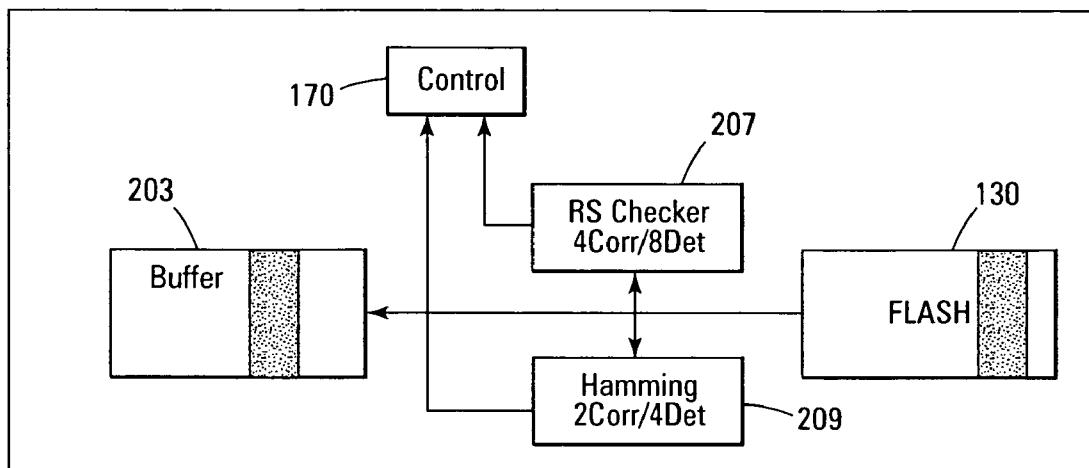 Control
170
207
203
RS Checker
4Corr/8Det
130
Buffer
FLASH
Hamming
2Corr/4Det
209